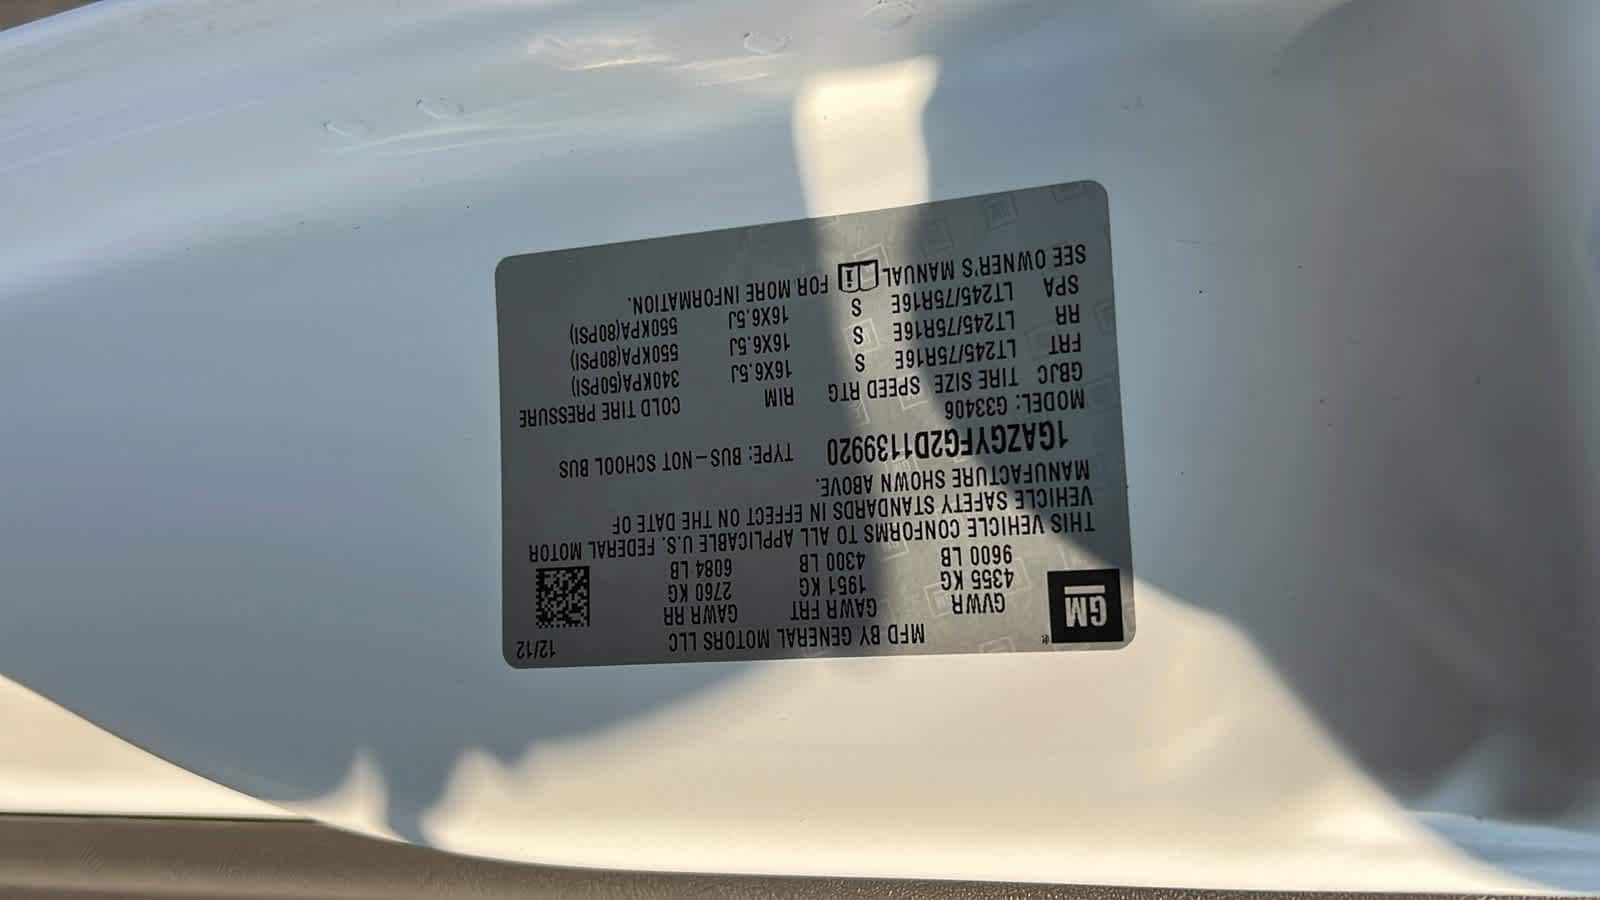 MFD BY GENERAL MOTORS LLC 12/12
GM
GVWR GAWR FRT GAWR RR
4355 KG 1951 KG 2760 KG
9600 LB 4300 LB 6084 LB
THIS VEHICLE CONFORMS TO ALL APPLICABLE U.S. FEDERAL MOTOR
VEHICLE SAFETY STANDARDS IN EFFECT ON THE DATE OF
MANUFACTURE SHOWN ABOVE.
1GAZGYFG2D1139920 TYPE: BUS-NOT SCHOOL BUS
MODEL: G33406
GBJC TIRE SIZE SPEED RTG RIM COLD TIRE PRESSURE
FRT LT245/75R16E S 16X6.5J 340KPA(50PSI)
RR LT245/75R16E S 16X6.5J 550KPA(80PSI)
SPA LT245/75R16E S 16X6.5J 550KPA(80PSI)
SEE OWNER'S MANUAL FOR MORE INFORMATION.